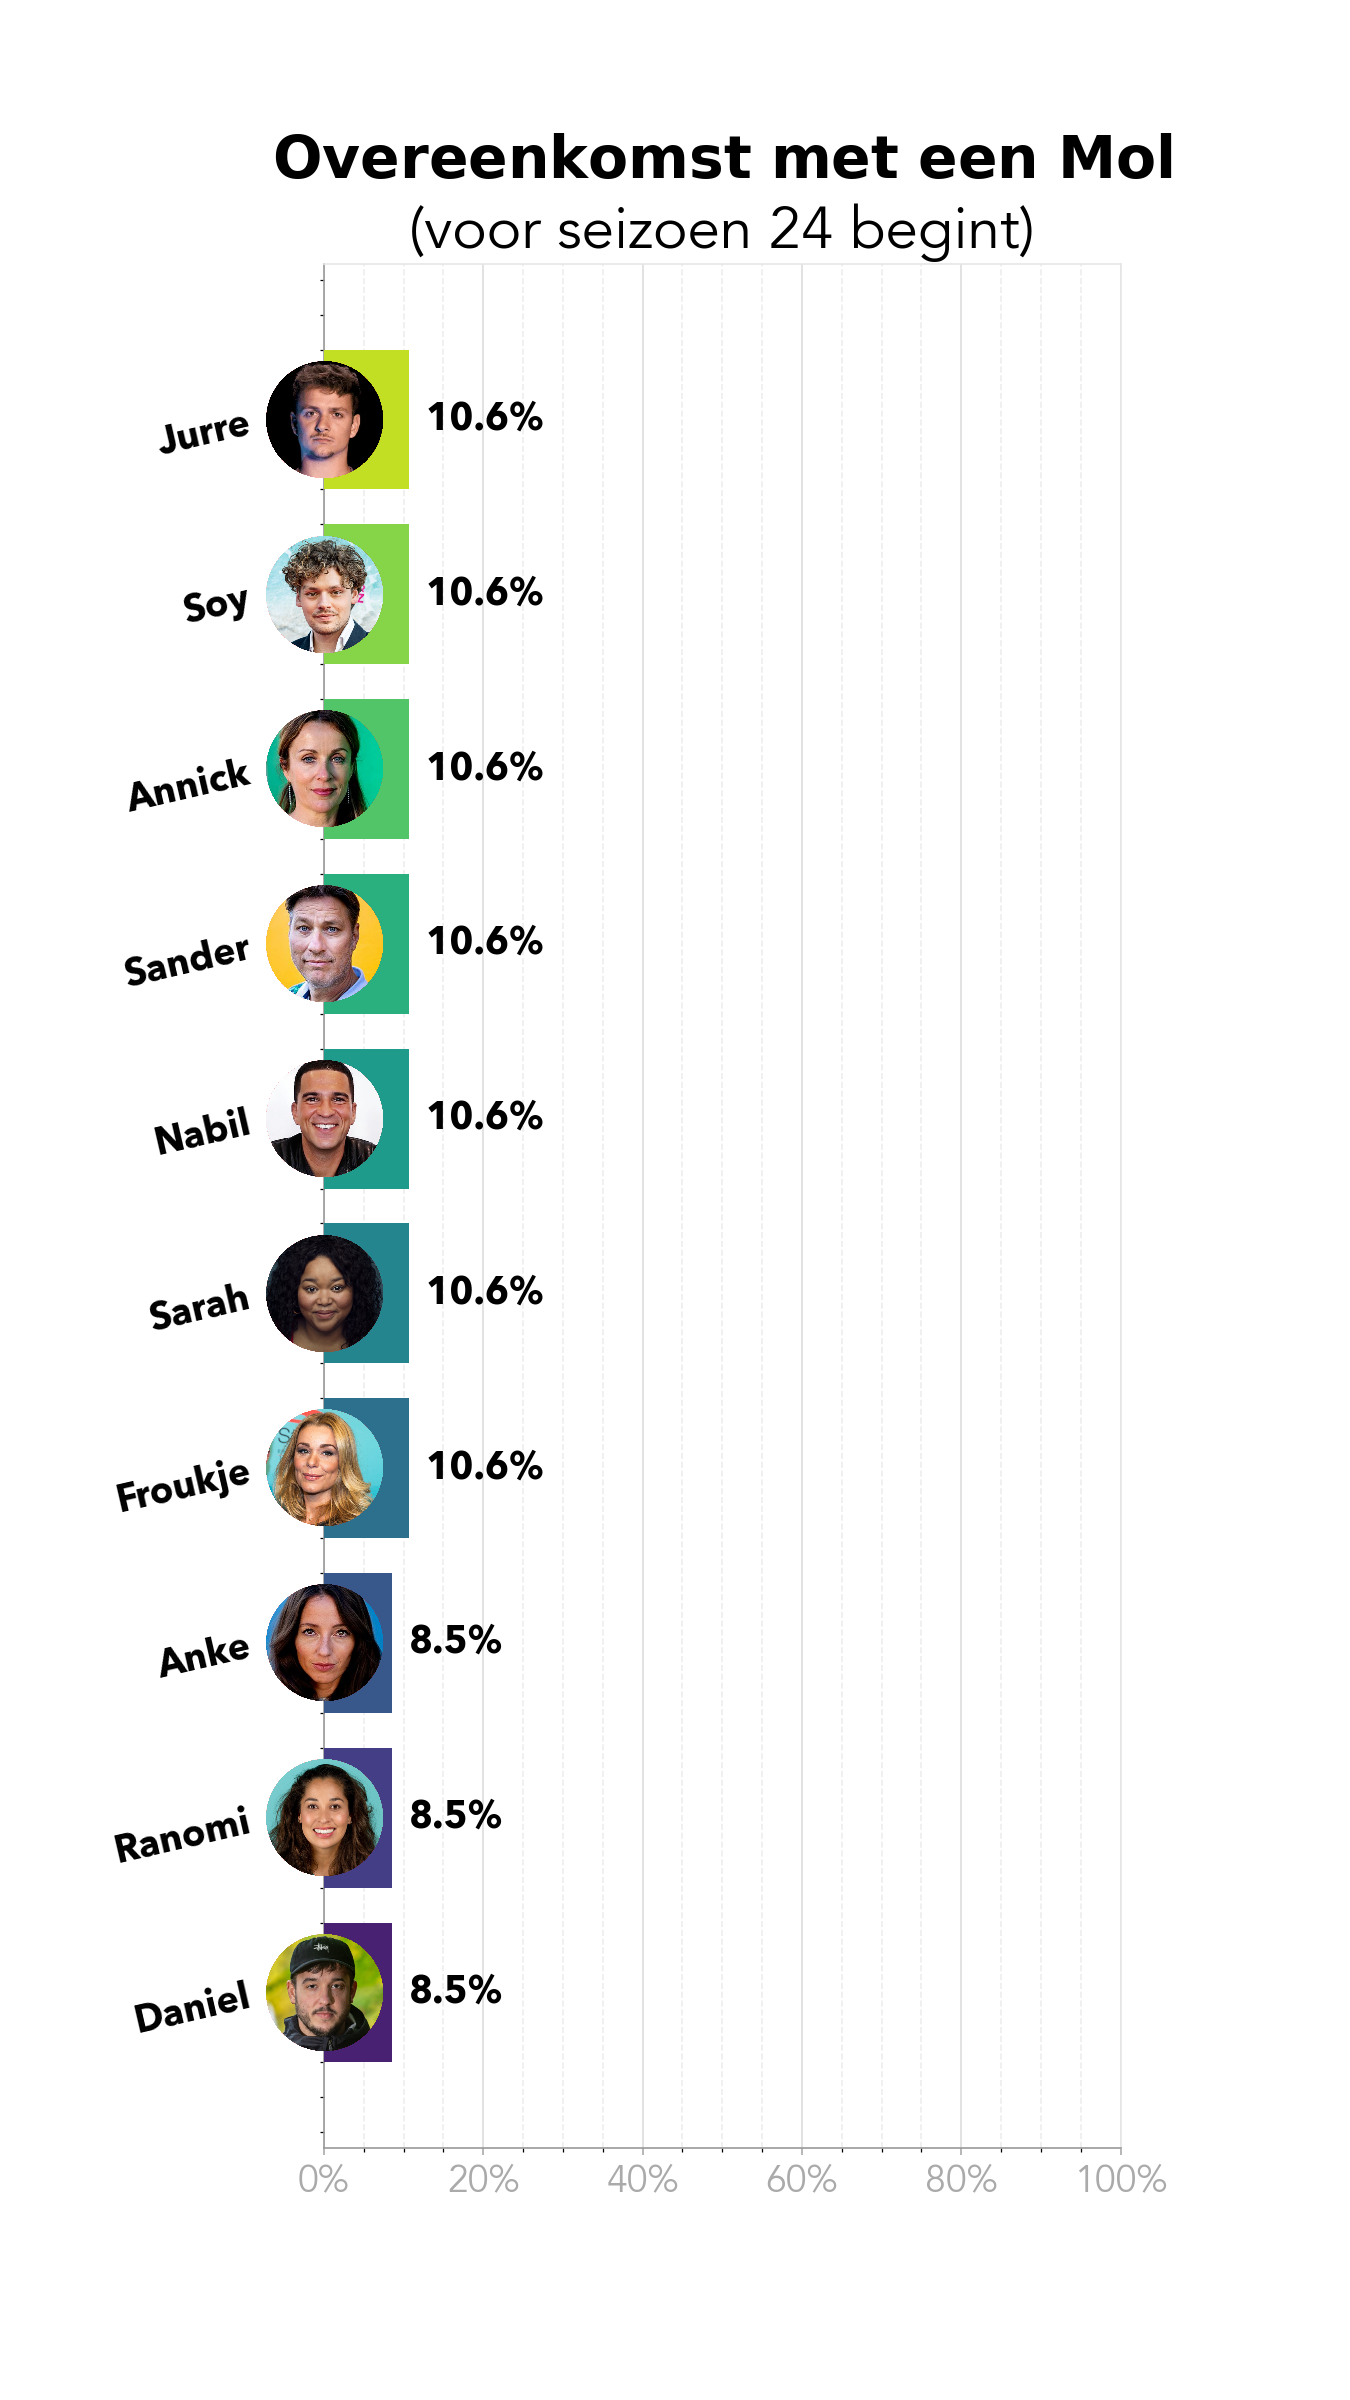 Overeenkomst met een Mol
(voor seizoen 24 begint)
Jurre 10.6%
Soy 10.6%
Annick 10.6%
Sander 10.6%
Nabil 10.6%
Sarah 10.6%
Froukje 10.6%
Anke 8.5%
Ranomi 8.5%
Daniel 8.5%
0% 20% 40% 60% 80% 100%